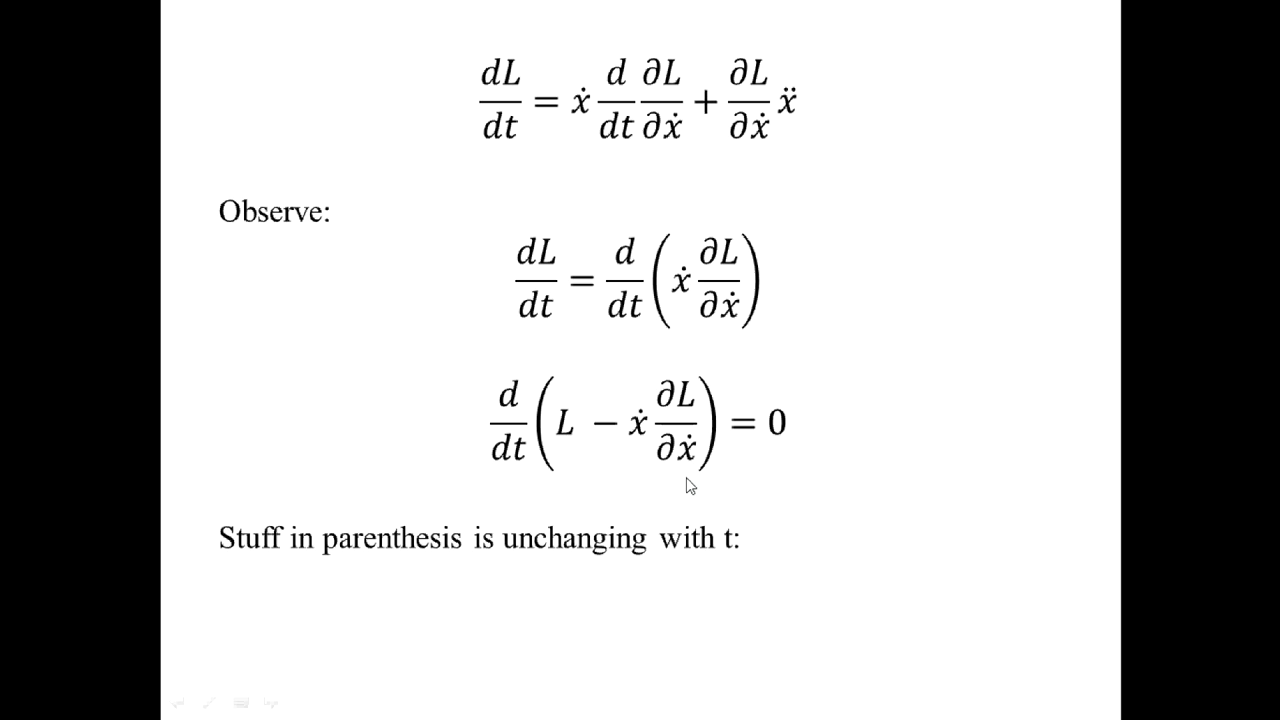 dL/dt = ẋ d/dt ∂L/∂ẋ + ∂L/∂ẋ ẍ
Observe:
dL/dt = d/dt (ẋ ∂L/∂ẋ)
d/dt (L − ẋ ∂L/∂ẋ) = 0
Stuff in parenthesis is unchanging with t: